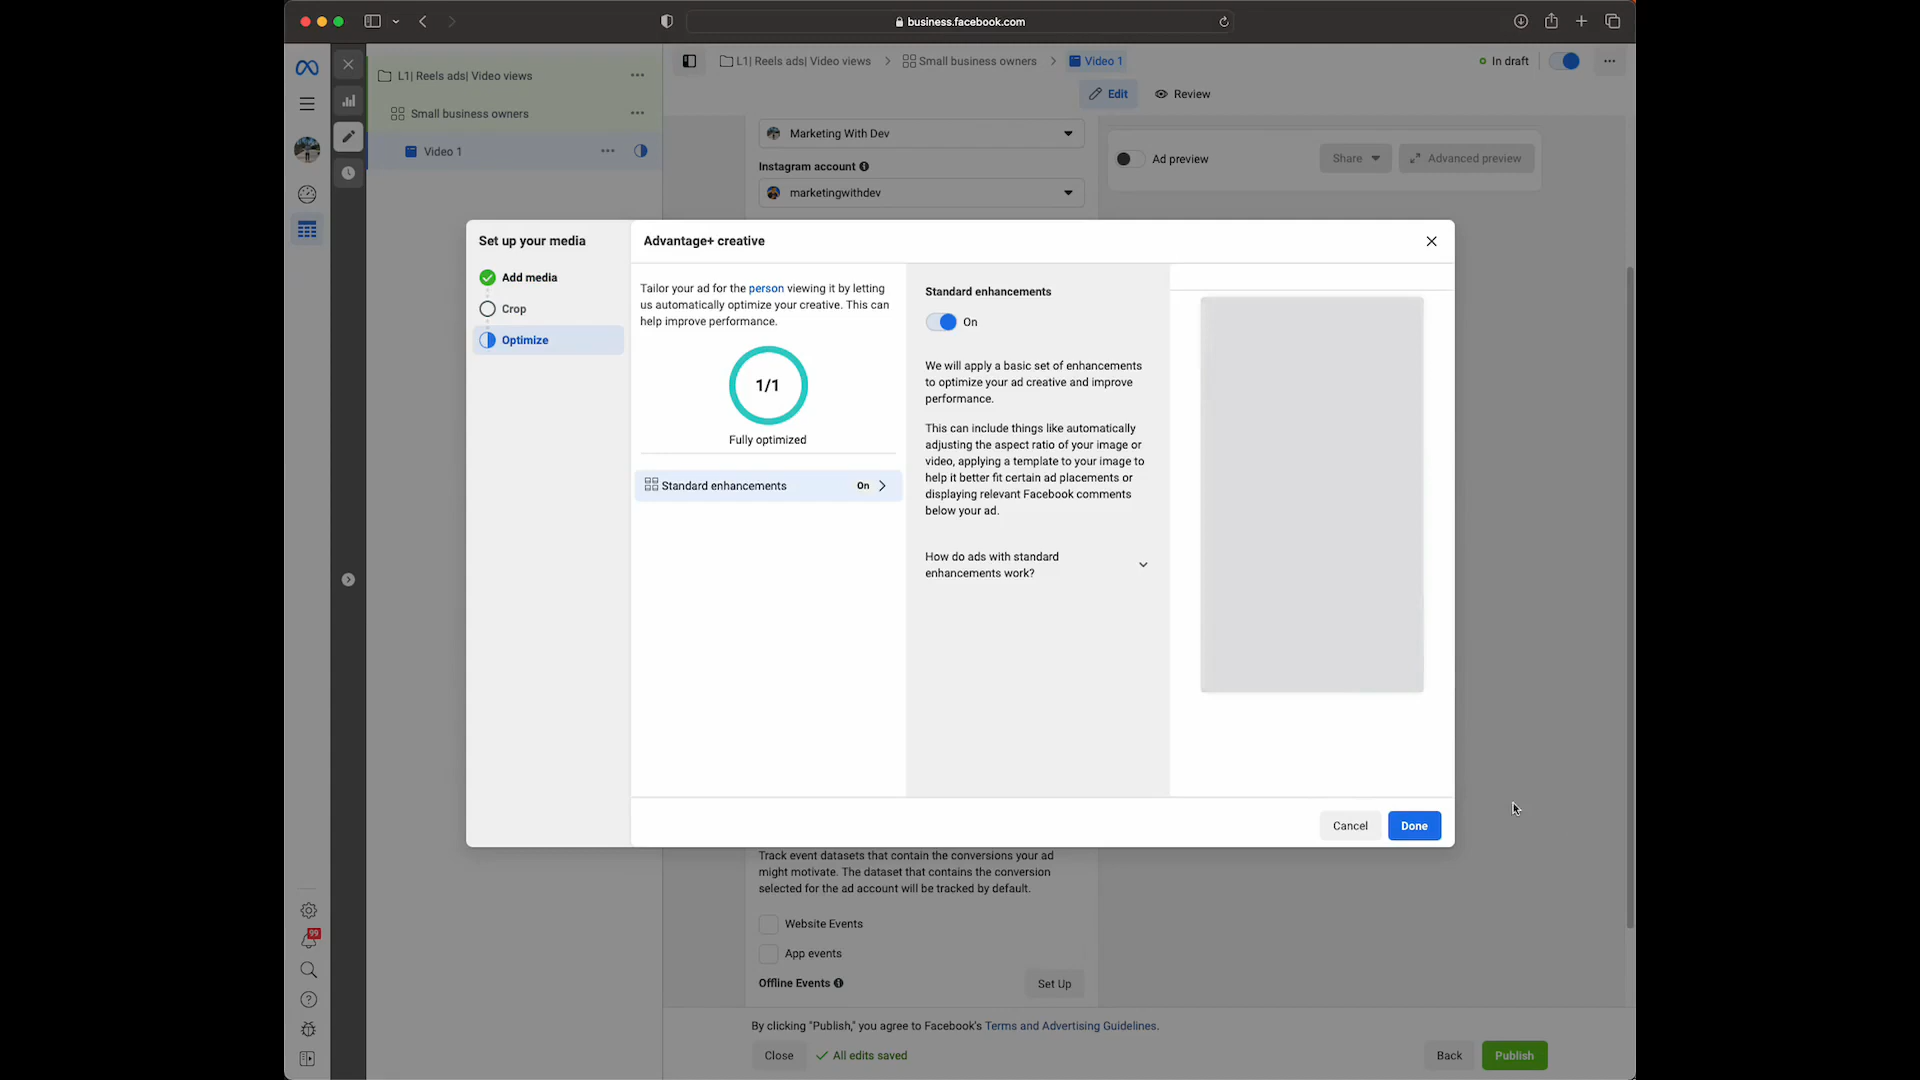 business.facebook.com
L1| Reels ads| Video views
Small business owners
Video 1
L1| Reels ads| Video views
Small business owners
Video 1
In draft
Edit
Review
Marketing With Dev
Instagram account
marketingwithdev
Ad preview
Share
Advanced preview
Set up your media
Add media
Crop
Optimize
Advantage+ creative
Tailor your ad for the person viewing it by letting
us automatically optimize your creative. This can
help improve performance.
1/1
Fully optimized
Standard enhancements
On
Standard enhancements
On
We will apply a basic set of enhancements
to optimize your ad creative and improve
performance.
This can include things like automatically
adjusting the aspect ratio of your image or
video, applying a template to your image to
help it better fit certain ad placements or
displaying relevant Facebook comments
below your ad.
How do ads with standard
enhancements work?
Cancel
Done
Track event datasets that contain the conversions your ad
might motivate. The dataset that contains the conversion
selected for the ad account will be tracked by default.
Website Events
App events
Offline Events
Set Up
99
By clicking "Publish," you agree to Facebook's Terms and Advertising Guidelines.
Close
All edits saved
Back
Publish